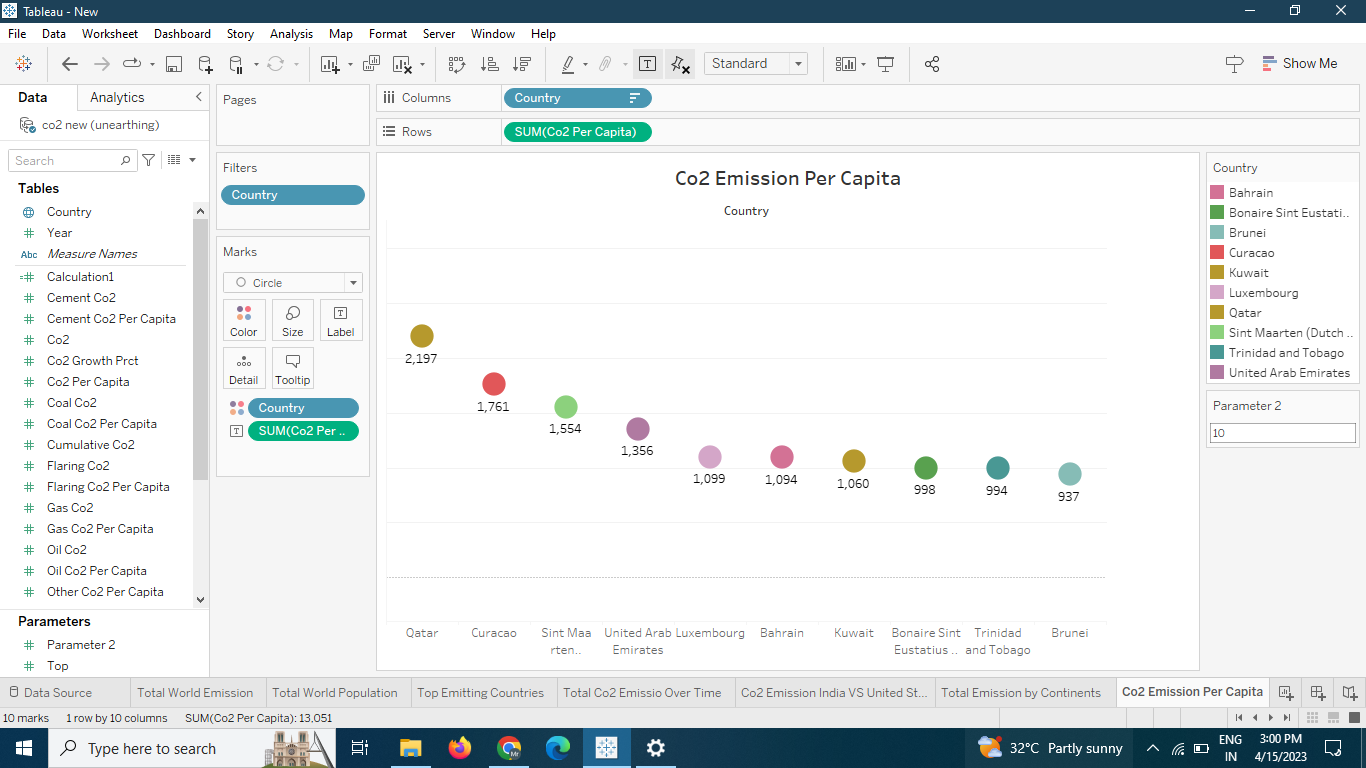 Tableau - New
File Data Worksheet Dashboard Story Analysis Map Format Server Window Help
Standard
Show Me
Data Analytics
co2 new (unearthing)
Search
Tables
Country
Year
Abc Measure Names
Calculation1
Cement Co2
Cement Co2 Per Capita
Co2
Co2 Growth Prct
Co2 Per Capita
Coal Co2
Coal Co2 Per Capita
Cumulative Co2
Flaring Co2
Flaring Co2 Per Capita
Gas Co2
Gas Co2 Per Capita
Oil Co2
Oil Co2 Per Capita
Other Co2 Per Capita
Parameters
Parameter 2
Top
Pages
Filters
Country
Marks
Circle
Color Size Label
Detail Tooltip
Country
SUM(Co2 Per ..
Columns Country
Rows SUM(Co2 Per Capita)
Co2 Emission Per Capita
Country
2,197
1,761
1,554
1,356
1,099
1,094
1,060
998
994
937
Qatar
Curacao
Sint Maa
rten..
United Arab
Emirates
Luxembourg
Bahrain
Kuwait
Bonaire Sint
Eustatius ..
Trinidad
and Tobago
Brunei
Country
Bahrain
Bonaire Sint Eustati..
Brunei
Curacao
Kuwait
Luxembourg
Qatar
Sint Maarten (Dutch ..
Trinidad and Tobago
United Arab Emirates
Parameter 2
10
Data Source Total World Emission Total World Population Top Emitting Countries Total Co2 Emissio Over Time Co2 Emission India VS United St... Total Emission by Continents Co2 Emission Per Capita
10 marks 1 row by 10 columns SUM(Co2 Per Capita): 13,051
Type here to search
32°C Partly sunny
ENG
IN
3:00 PM
4/15/2023